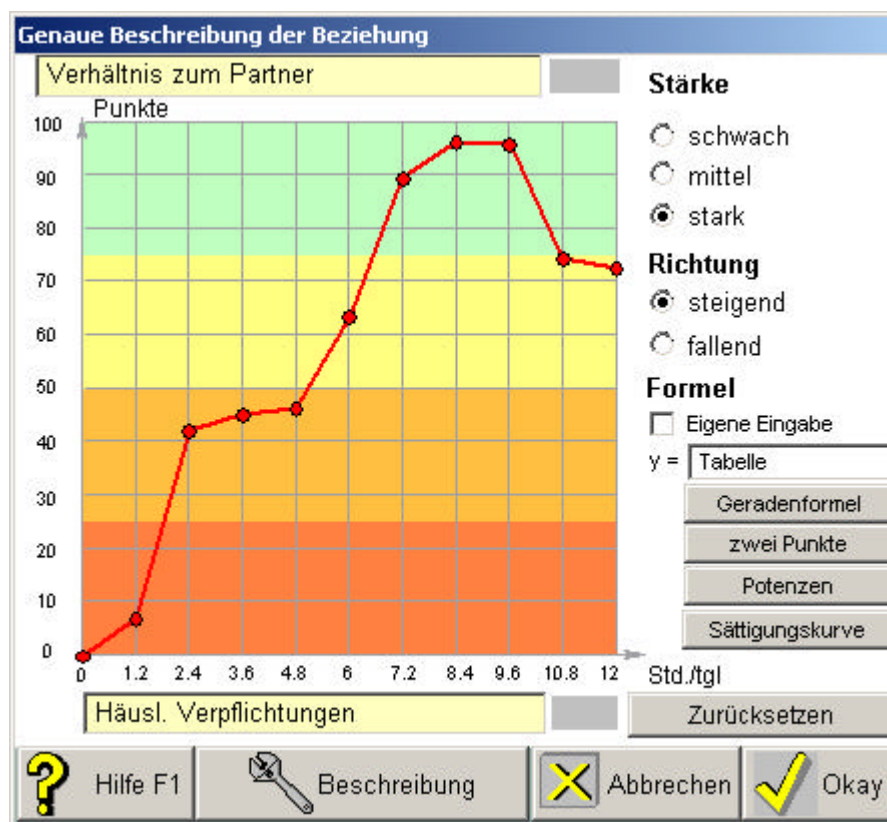 Genaue Beschreibung der Beziehung
Verhältnis zum Partner
Punkte
100
90
80
70
60
50
40
30
20
10
0
0 1.2 2.4 3.6 4.8 6 7.2 8.4 9.6 10.8 12
Std./tgl
Häusl. Verpflichtungen
Stärke
schwach
mittel
stark
Richtung
steigend
fallend
Formel
Eigene Eingabe
y = Tabelle
Geradenformel
zwei Punkte
Potenzen
Sättigungskurve
Zurücksetzen
Hilfe F1
Beschreibung
Abbrechen
Okay